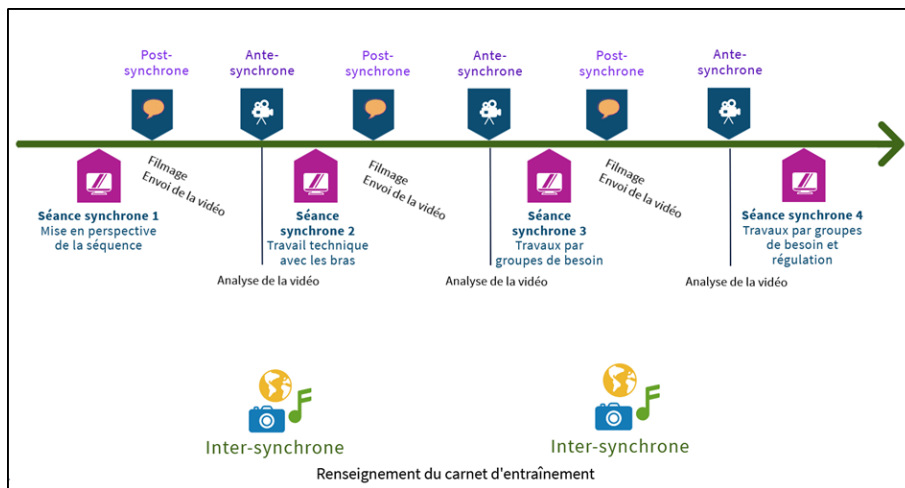 Post-
synchrone
Ante-
synchrone
Post-
synchrone
Ante-
synchrone
Post-
synchrone
Ante-
synchrone
Filmage
Envoi de la vidéo
Filmage
Envoi de la vidéo
Filmage
Envoi de la vidéo
Séance synchrone 1
Mise en perspective
de la séquence
Séance
synchrone 2
Travail technique
avec les bras
Séance
synchrone 3
Travaux par
groupes de besoin
Séance synchrone 4
Travaux par groupes
de besoin et
régulation
Analyse de la vidéo
Analyse de la vidéo
Analyse de la vidéo
Inter-synchrone
Inter-synchrone
Renseignement du carnet d'entraînement